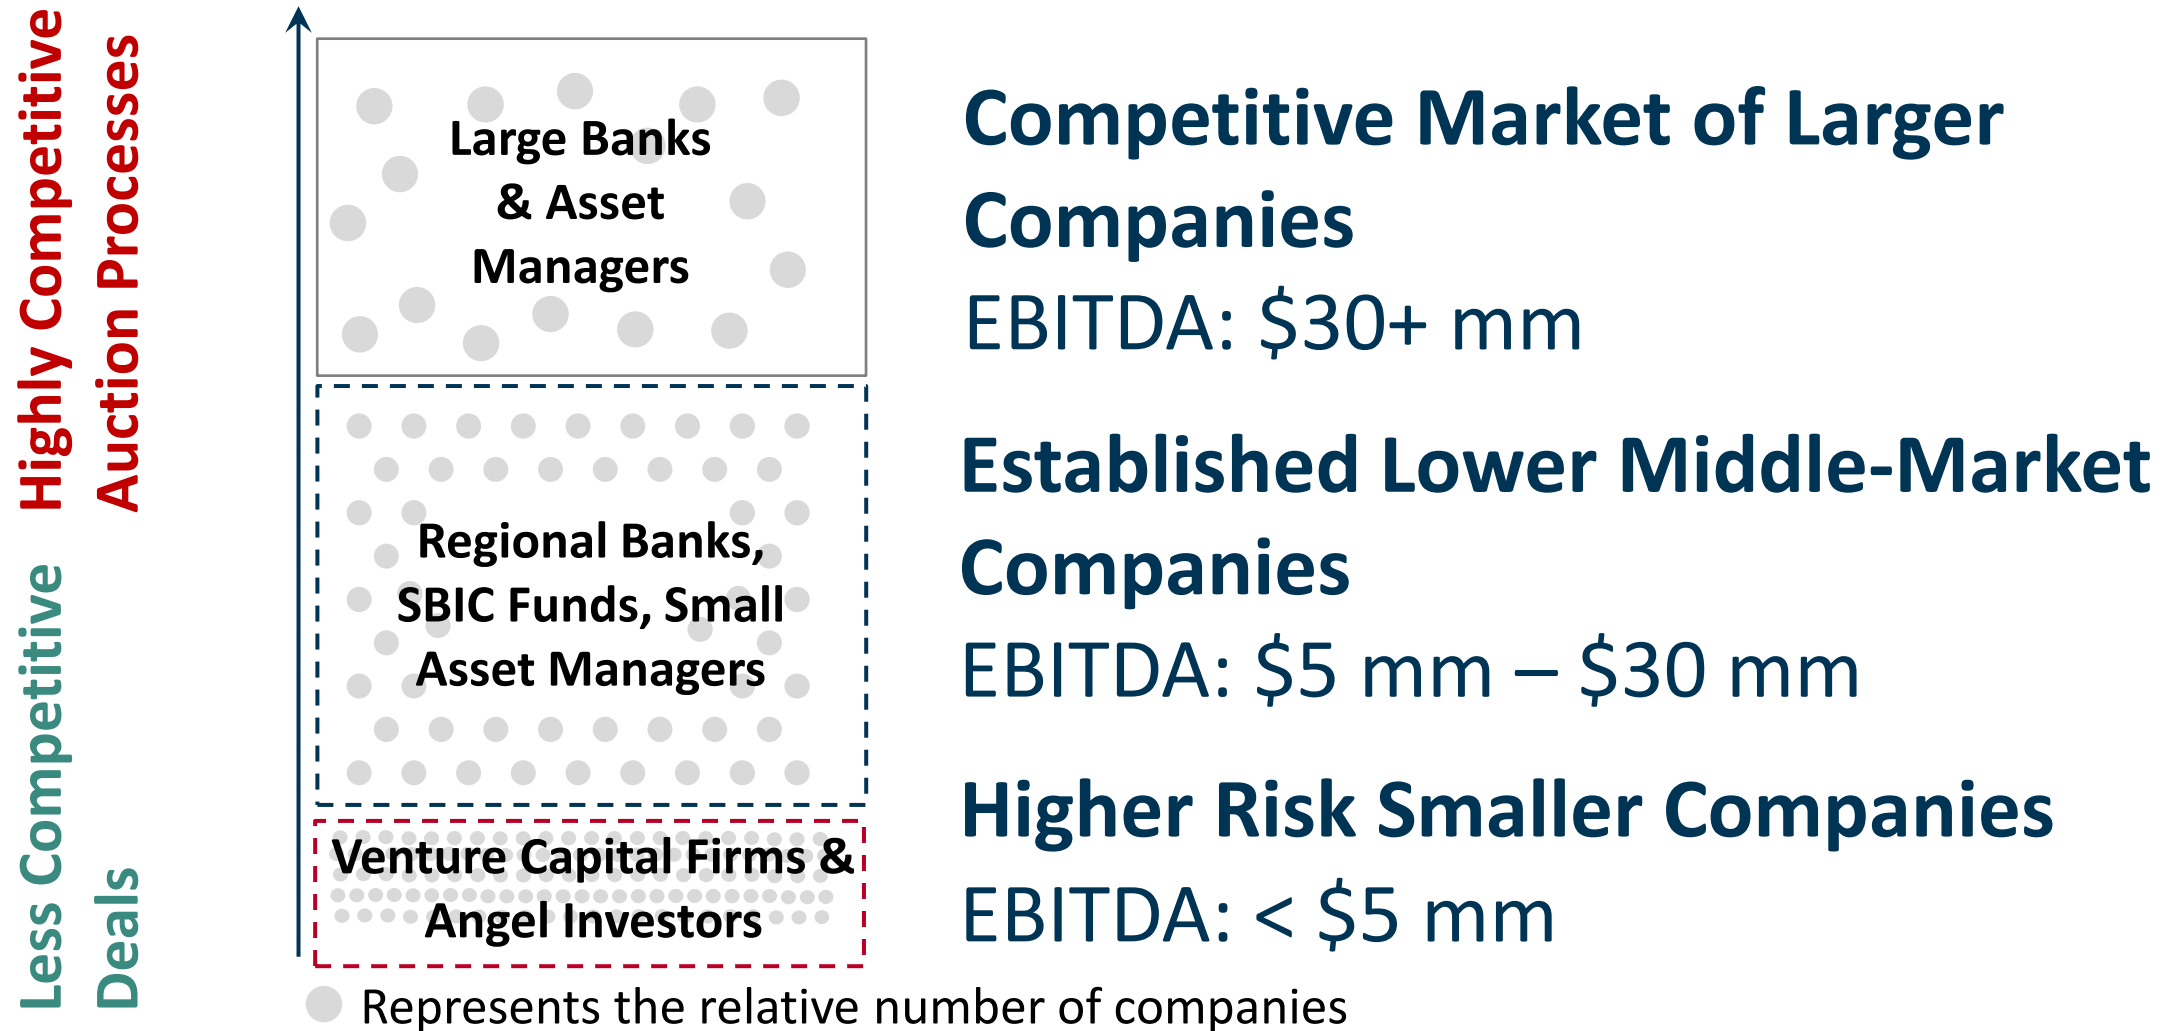 Highly Competitive
Auction Processes
Less Competitive
Deals
Large Banks
& Asset
Managers
Regional Banks,
SBIC Funds, Small
Asset Managers
Venture Capital Firms &
Angel Investors
Competitive Market of Larger
Companies
EBITDA: $30+ mm
Established Lower Middle-Market
Companies
EBITDA: $5 mm – $30 mm
Higher Risk Smaller Companies
EBITDA: < $5 mm
Represents the relative number of companies